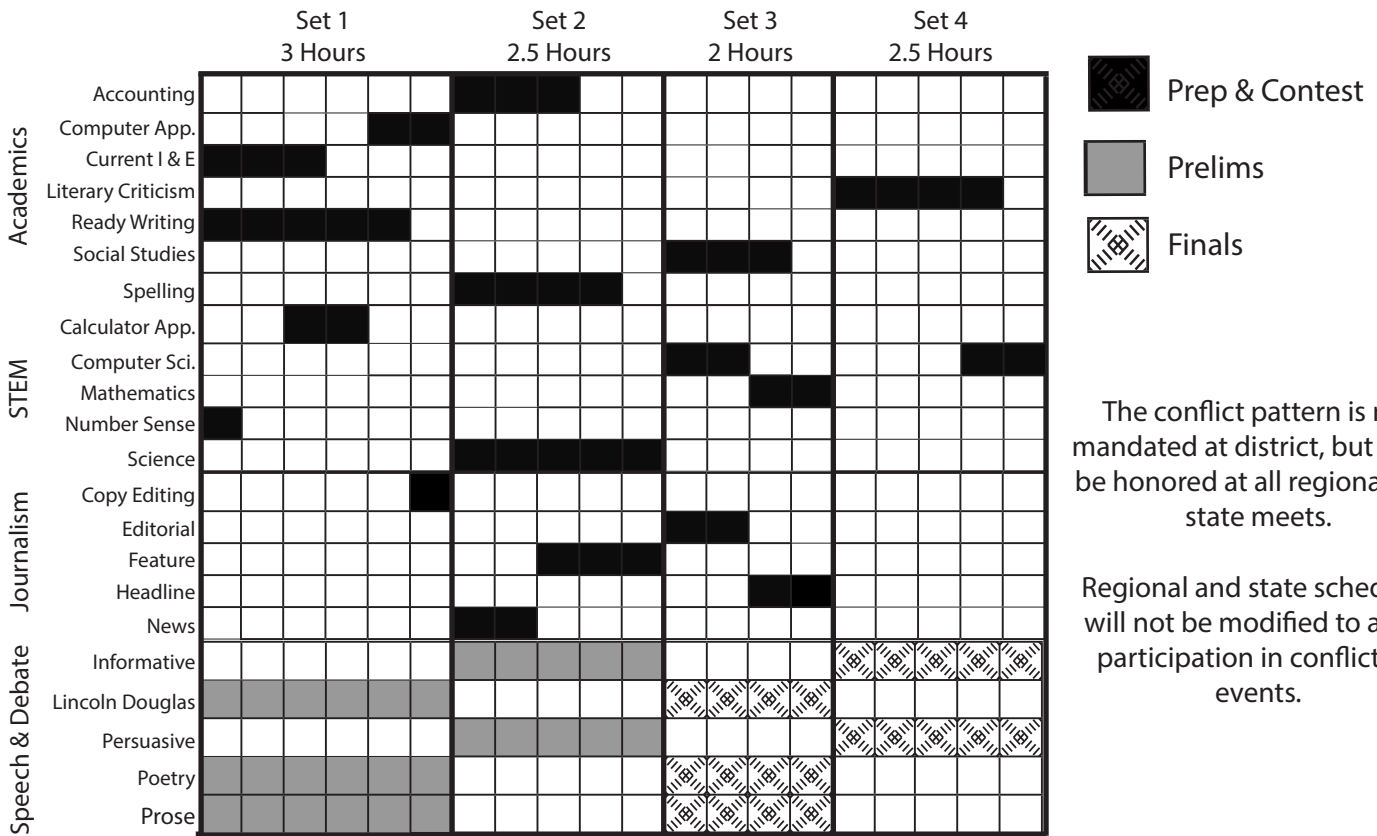 Set 1
3 Hours
Set 2
2.5 Hours
Set 3
2 Hours
Set 4
2.5 Hours
Academics
Accounting
Computer App.
Current I & E
Literary Criticism
Ready Writing
Social Studies
Spelling
STEM
Calculator App.
Computer Sci.
Mathematics
Number Sense
Science
Journalism
Copy Editing
Editorial
Feature
Headline
News
Speech & Debate
Informative
Lincoln Douglas
Persuasive
Poetry
Prose
Prep & Contest
Prelims
Finals
The conflict pattern is
mandated at district, but
be honored at all
state meets.
Regional and state
will not be modified to
participation in
events.